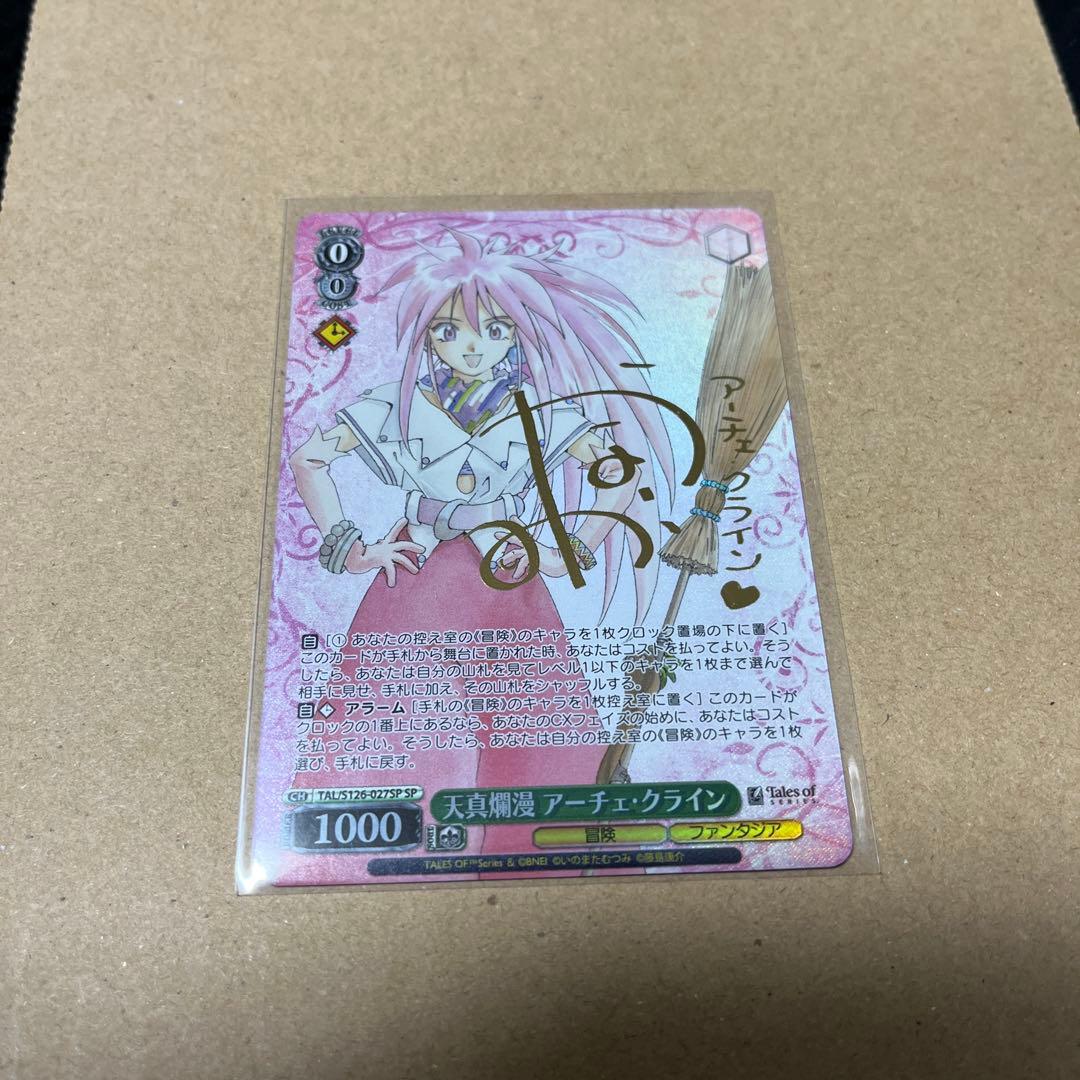 LEVEL
0
0
COST
アーチェ クライン♥
自 [① あなたの控え室の《冒険》のキャラを1枚クロック置場の下に置く]
このカードが手札から舞台に置かれた時、あなたはコストを払ってよい。そう
したら、あなたは自分の山札を見てレベル1以下のキャラを1枚まで選んで
相手に見せ、手札に加え、その山札をシャッフルする。
自 アラーム [手札の《冒険》のキャラを1枚控え室に置く] このカードが
クロックの1番上にあるなら、あなたのCXフェイズの始めに、あなたはコスト
を払ってよい。そうしたら、あなたは自分の控え室の《冒険》のキャラを1枚
選び、手札に戻す。
CH TAL/S126-027SP SP
天真爛漫 アーチェ・クライン
Tales of
SERIES
POWER
1000
SOUL
冒険
ファンタジア
TALES OF™Series & ©BNEI ©いのまたむつみ ©藤島康介